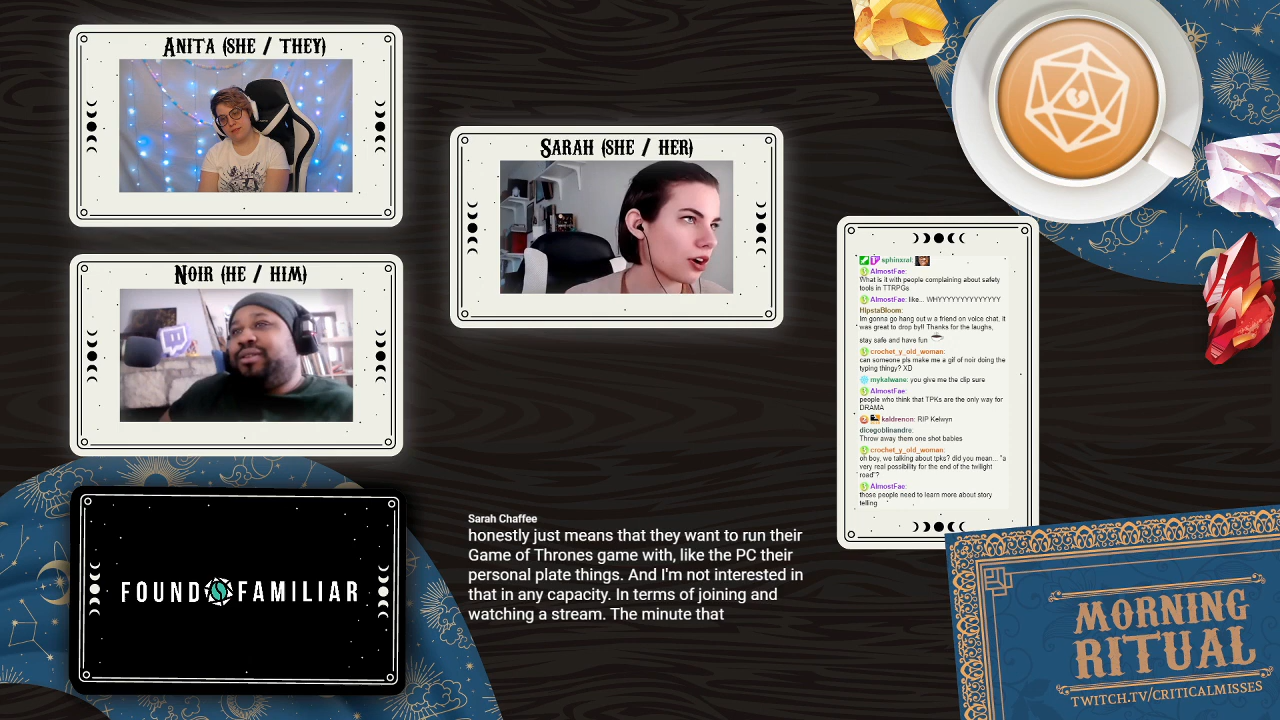 ANITA (SHE / THEY)
SARAH (SHE / HER)
NOIR (HE / HIM)
sphinxral:
AlmostFae:
What is it with people complaining about safety
tools in TTRPGs
AlmostFae: like... WHYYYYYYYYYYYYYY
HipstaBloom:
Im gonna go hang out w a friend on voice chat, it
was great to drop by!! Thanks for the laughs,
stay safe and have fun
crochet_y_old_woman:
can someone pls make me a gif of noir doing the
typing thingy? XD
mykalwane: you give me the clip sure
AlmostFae:
people who think that TPKs are the only way for
DRAMA
kaldrenon: RIP Kelwyn
dicegoblinandre:
Throw away them one shot babies
crochet_y_old_woman:
oh boy, we talking about tpks? did you mean... "a
very real possibility for the end of the twilight
road"?
AlmostFae:
those people need to learn more about story
telling
FOUND FAMILIAR
Sarah Chaffee
honestly just means that they want to run their
Game of Thrones game with, like the PC their
personal plate things. And I'm not interested in
that in any capacity. In terms of joining and
watching a stream. The minute that
MORNING
RITUAL
TWITCH.TV/CRITICALMISSES